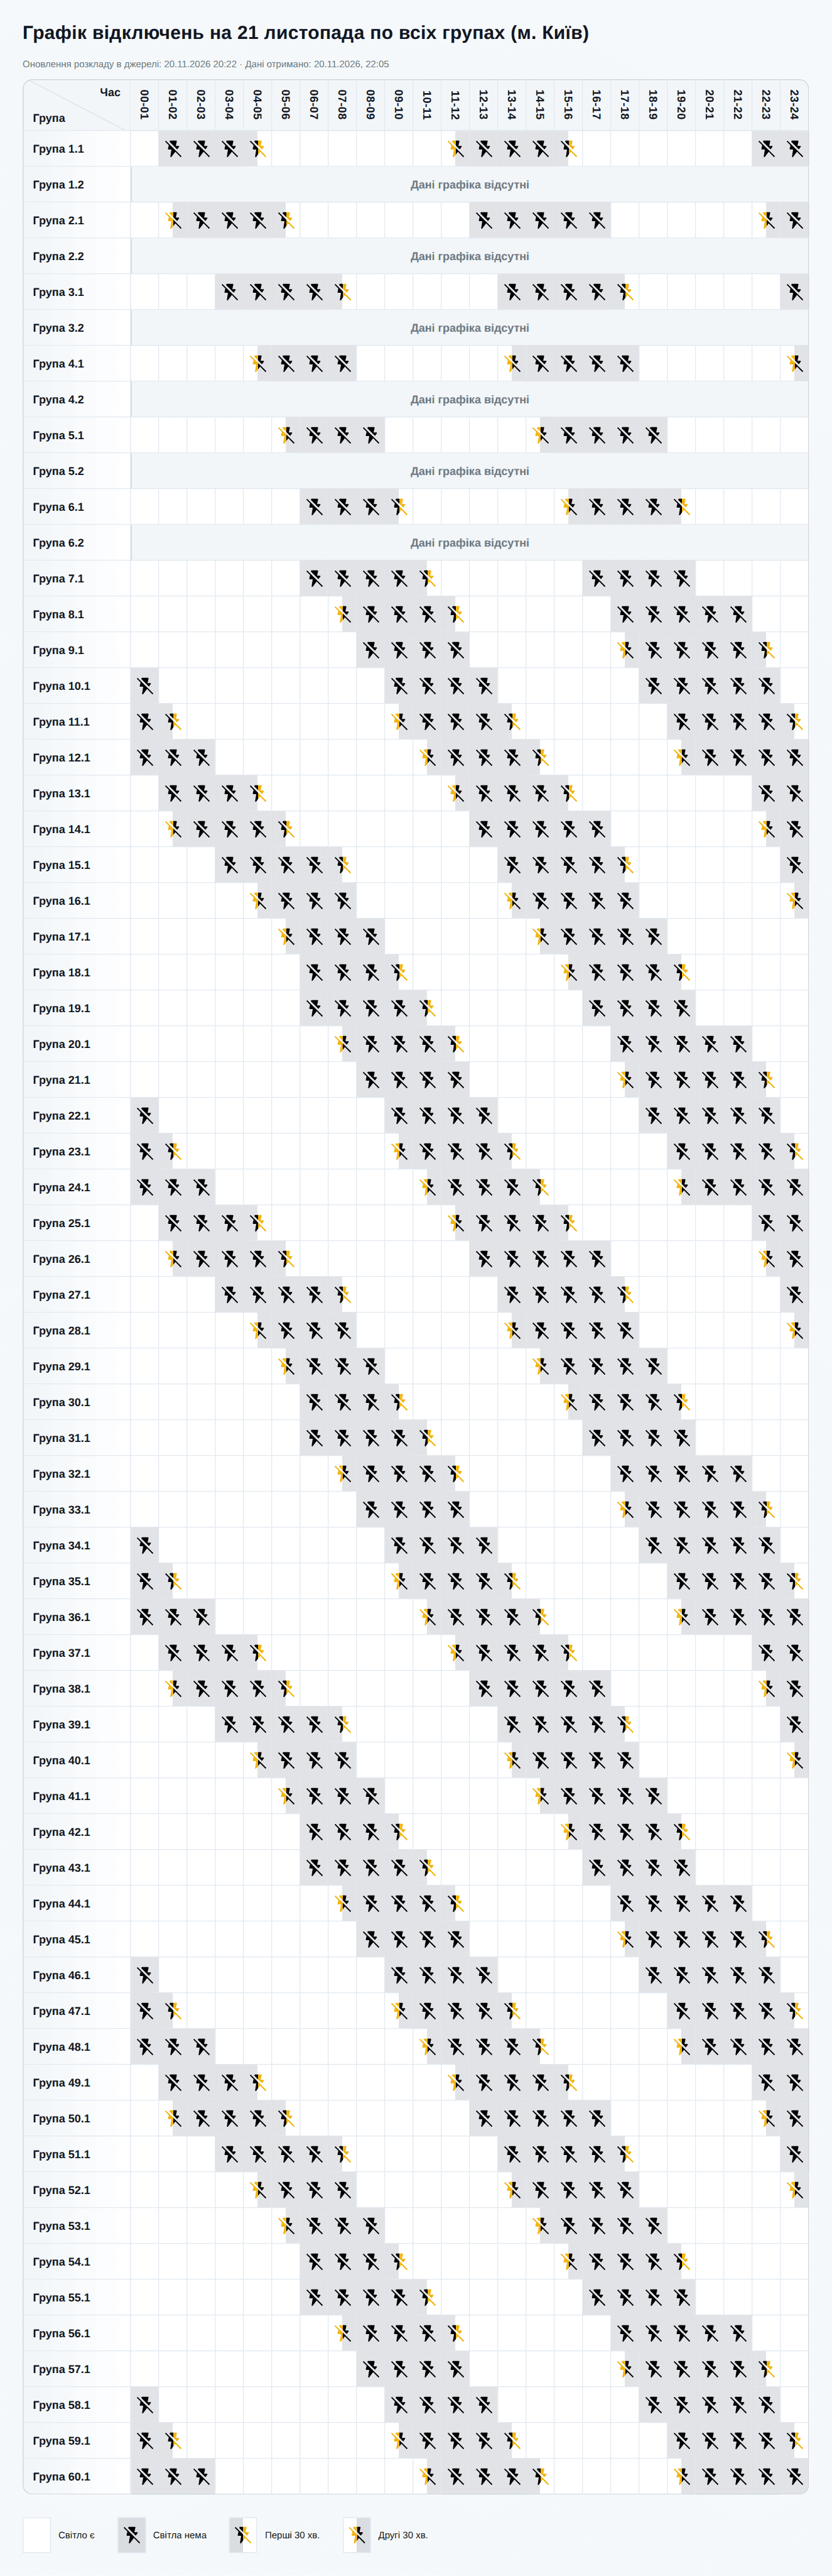 Графік відключень на 21 листопада по всіх групах (м. Київ)
Оновлення розкладу в джерелі: 20.11.2026 20:22 · Дані отримано: 20.11.2026, 22:05
Час
Група
00-01 01-02 02-03 03-04 04-05 05-06 06-07 07-08 08-09 09-10 10-11 11-12 12-13 13-14 14-15 15-16 16-17 17-18 18-19 19-20 20-21 21-22 22-23 23-24
Група 1.1
Група 1.2 Дані графіка відсутні
Група 2.1
Група 2.2 Дані графіка відсутні
Група 3.1
Група 3.2 Дані графіка відсутні
Група 4.1
Група 4.2 Дані графіка відсутні
Група 5.1
Група 5.2 Дані графіка відсутні
Група 6.1
Група 6.2 Дані графіка відсутні
Група 7.1
Група 8.1
Група 9.1
Група 10.1
Група 11.1
Група 12.1
Група 13.1
Група 14.1
Група 15.1
Група 16.1
Група 17.1
Група 18.1
Група 19.1
Група 20.1
Група 21.1
Група 22.1
Група 23.1
Група 24.1
Група 25.1
Група 26.1
Група 27.1
Група 28.1
Група 29.1
Група 30.1
Група 31.1
Група 32.1
Група 33.1
Група 34.1
Група 35.1
Група 36.1
Група 37.1
Група 38.1
Група 39.1
Група 40.1
Група 41.1
Група 42.1
Група 43.1
Група 44.1
Група 45.1
Група 46.1
Група 47.1
Група 48.1
Група 49.1
Група 50.1
Група 51.1
Група 52.1
Група 53.1
Група 54.1
Група 55.1
Група 56.1
Група 57.1
Група 58.1
Група 59.1
Група 60.1
Світло є Світла нема Перші 30 хв. Другі 30 хв.